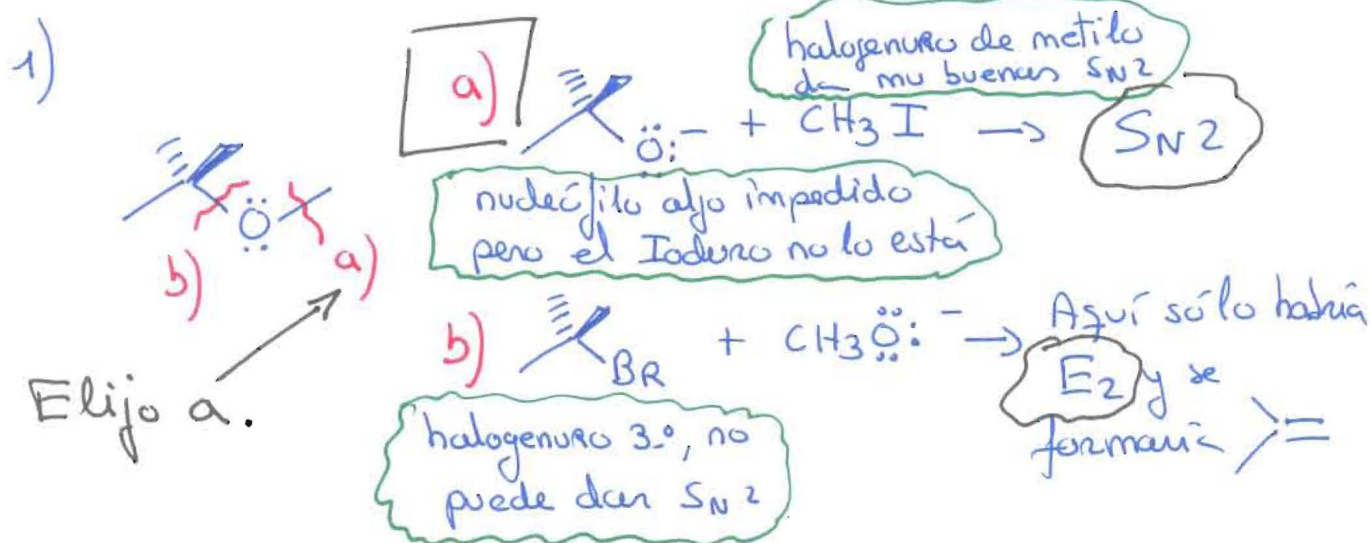 1)
a)
halogenuro de metilo
da mu buenas SN2
Ö:⁻ + CH3 I → SN2
nucleófilo algo impedido
pero el Ioduro no lo está
Ö
b)
a)
Elijo a.
b)
BR + CH3Ö:⁻ → Aquí sólo habría
E2 y se
formaría
halogenuro 3.º, no
puede dar SN2